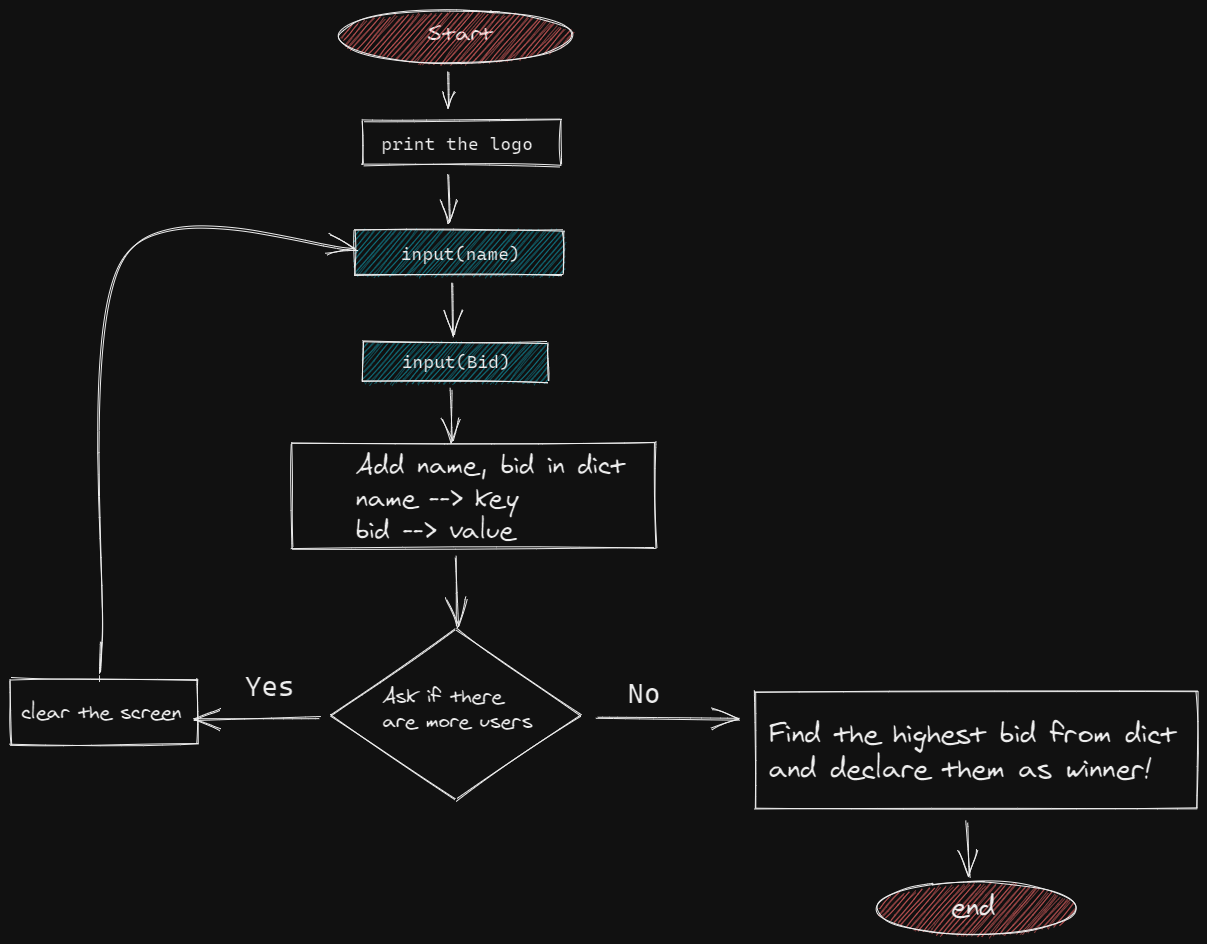 Start
print the logo
input(name)
input(Bid)
Add name, bid in dict
name --> key
bid --> value
Ask if there
are more users
Yes
No
clear the screen
Find the highest bid from dict
and declare them as winner!
end